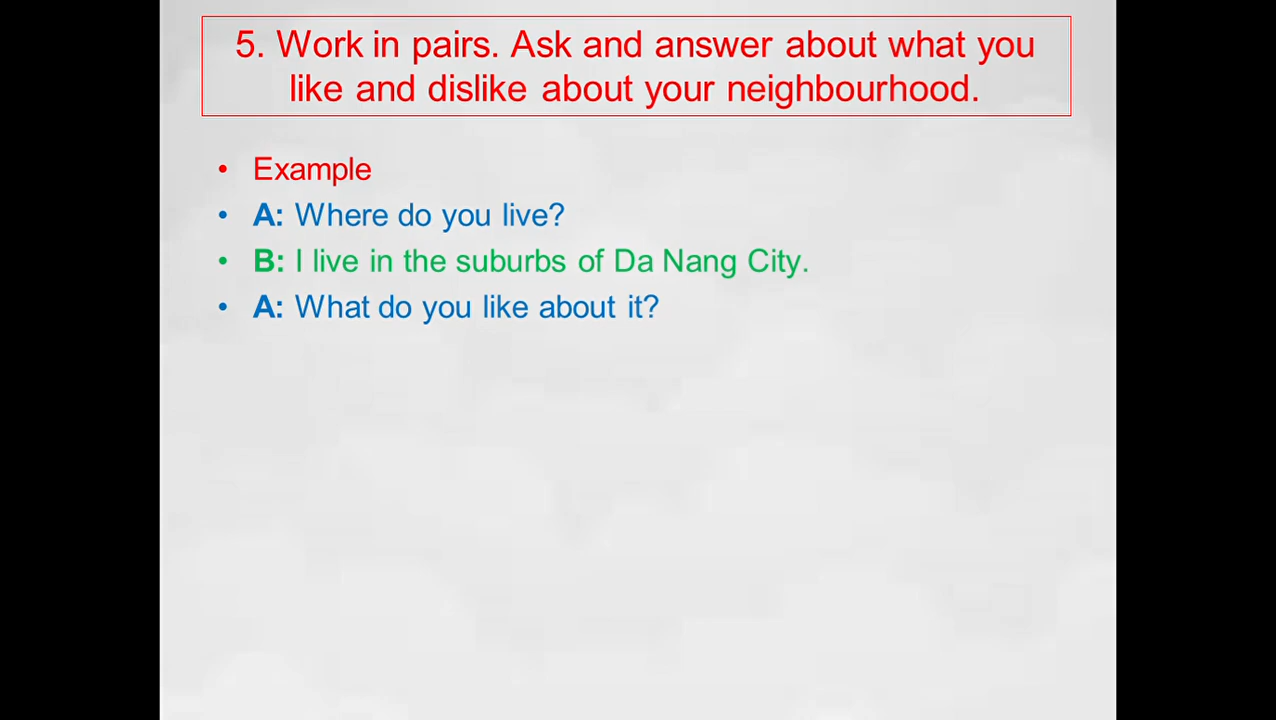 5. Work in pairs. Ask and answer about what you
like and dislike about your neighbourhood.
• Example
• A: Where do you live?
• B: I live in the suburbs of Da Nang City.
• A: What do you like about it?